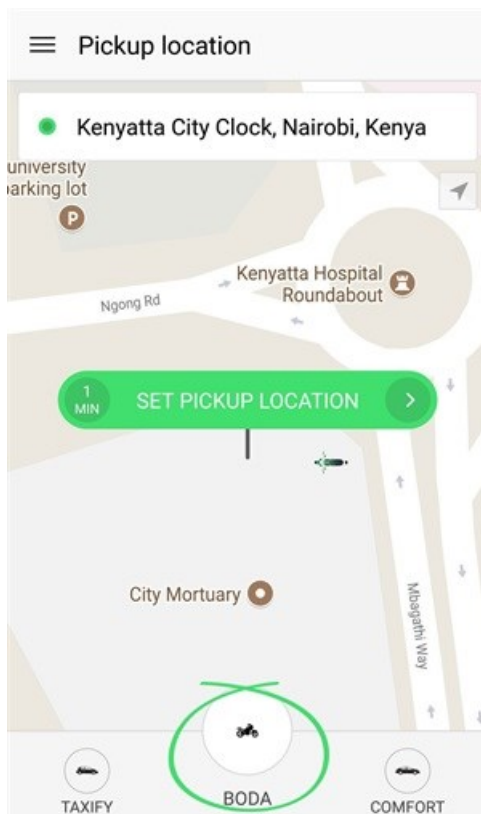 Pickup location
Kenyatta City Clock, Nairobi, Kenya
university
parking lot
P
Kenyatta Hospital
Roundabout
Ngong Rd
1
MIN
SET PICKUP LOCATION
City Mortuary
Mbagathi Way
TAXIFY
BODA
COMFORT